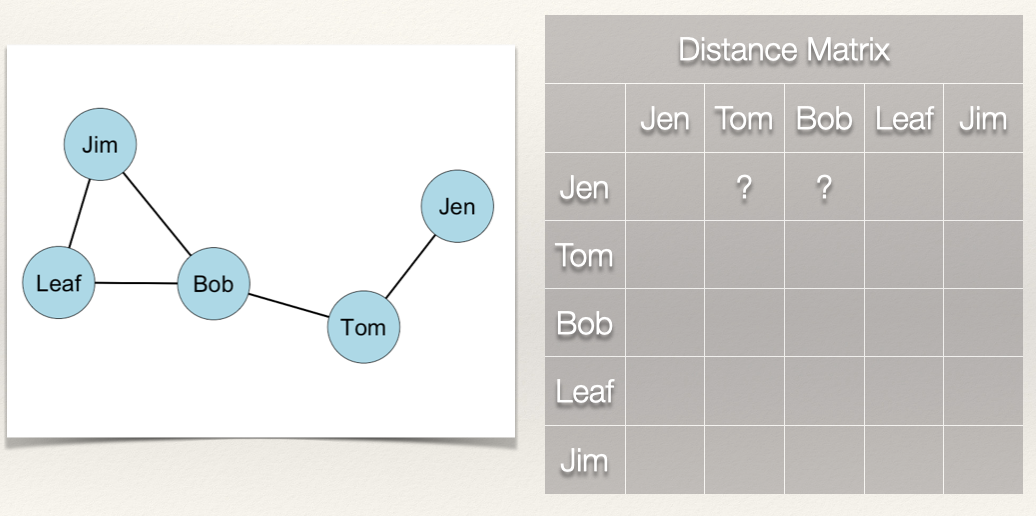 Jim
Jen
Leaf
Bob
Tom
Distance Matrix
Jen Tom Bob Leaf Jim
Jen ? ?
Tom
Bob
Leaf
Jim